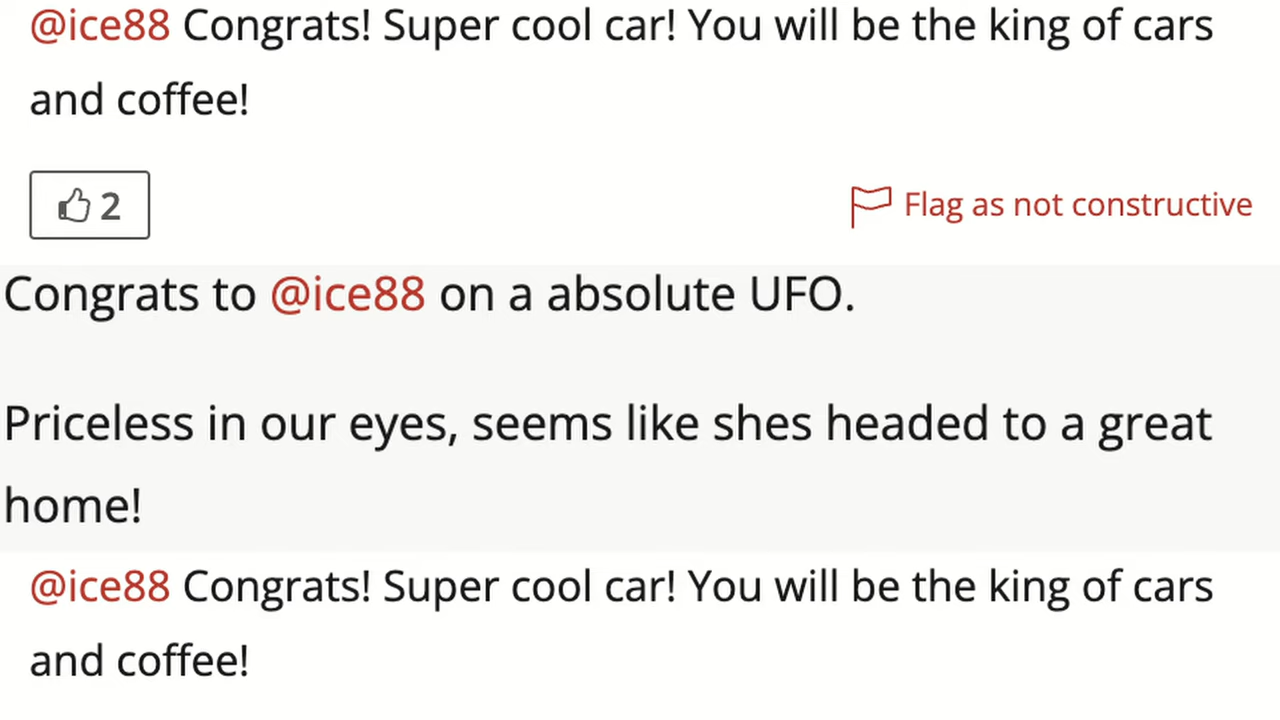 @ice88 Congrats! Super cool car! You will be the king of cars
and coffee!
2
Flag as not constructive
Congrats to @ice88 on a absolute UFO.
Priceless in our eyes, seems like shes headed to a great
home!
@ice88 Congrats! Super cool car! You will be the king of cars
and coffee!